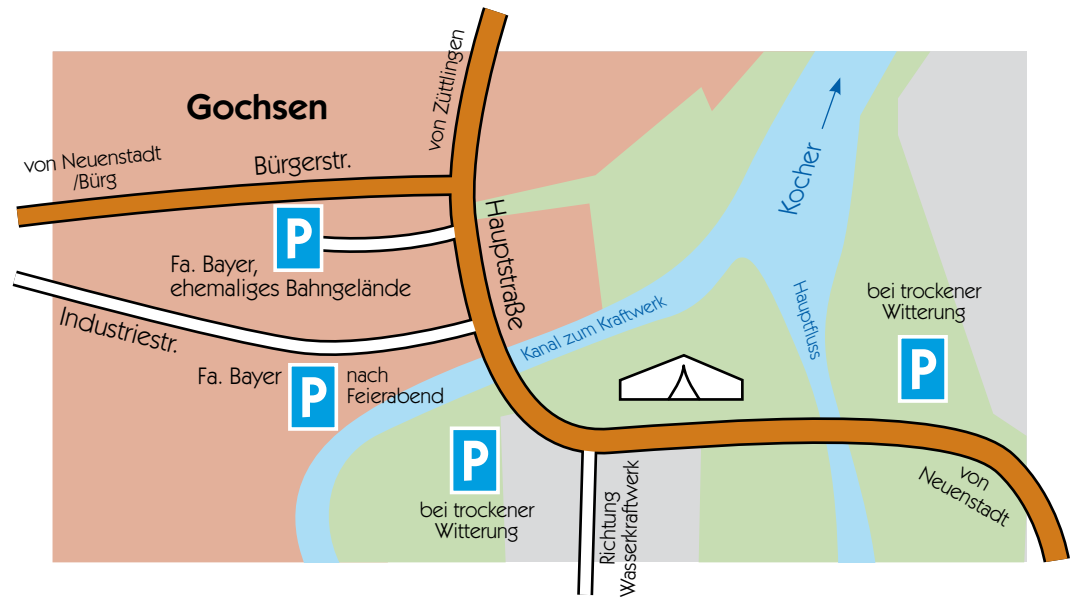 von Züttlingen
Gochsen
von Neuenstadt
/Bürg
Bürgerstr.
Kocher
Hauptstraße
P
Fa. Bayer,
ehemaliges Bahngelände
Industriestr.
Kanal zum Kraftwerk
Hauptfluss
bei trockener
Witterung
P
Fa. Bayer
P
nach
Feierabend
P
bei trockener
Witterung
Richtung
Wasserkraftwerk
von
Neuenstadt